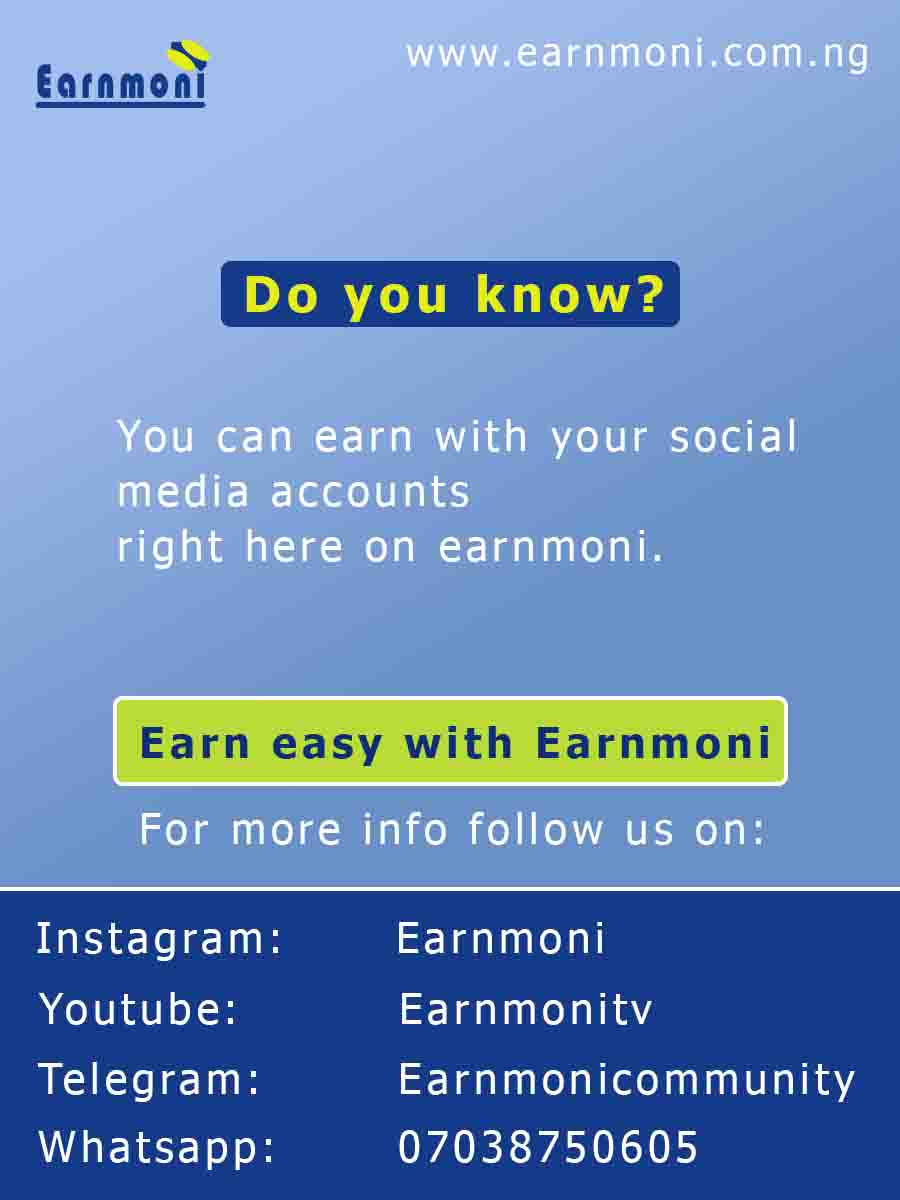 Earnmoni
www.earnmoni.com.ng
Do you know?
You can earn with your social
media accounts
right here on earnmoni.
Earn easy with Earnmoni
For more info follow us on:
Instagram: Earnmoni
Youtube: Earnmonitv
Telegram: Earnmonicommunity
Whatsapp: 07038750605